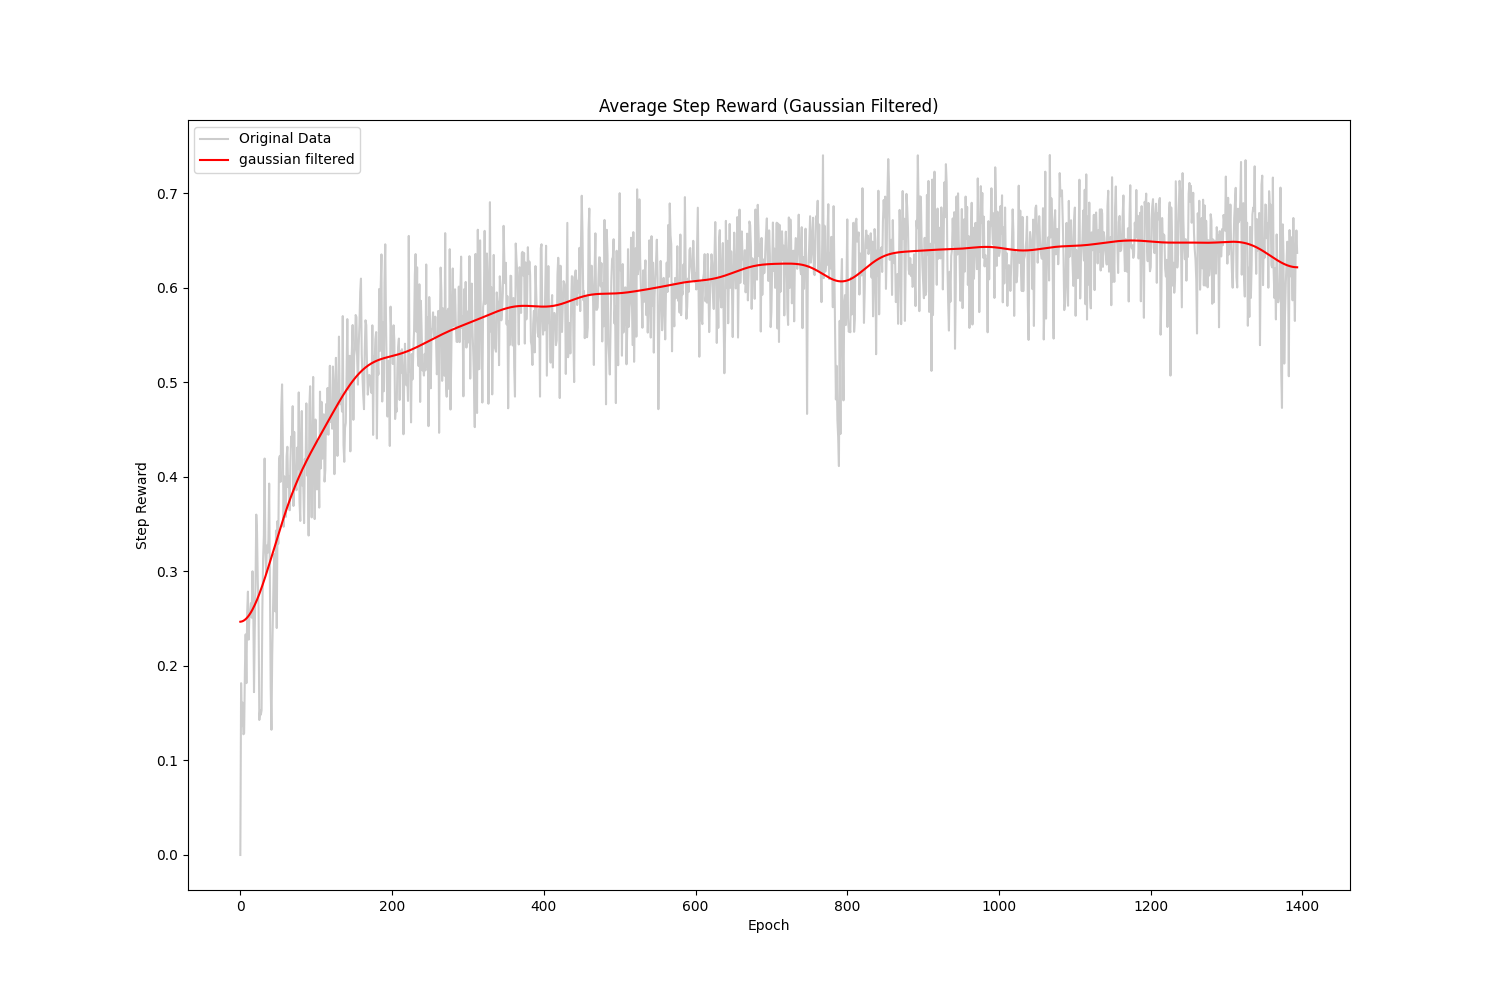 Average Step Reward (Gaussian Filtered)
Original Data
gaussian filtered
0.7
0.6
0.5
0.4
0.3
0.2
0.1
0.0
Step Reward
0 200 400 600 800 1000 1200 1400
Epoch